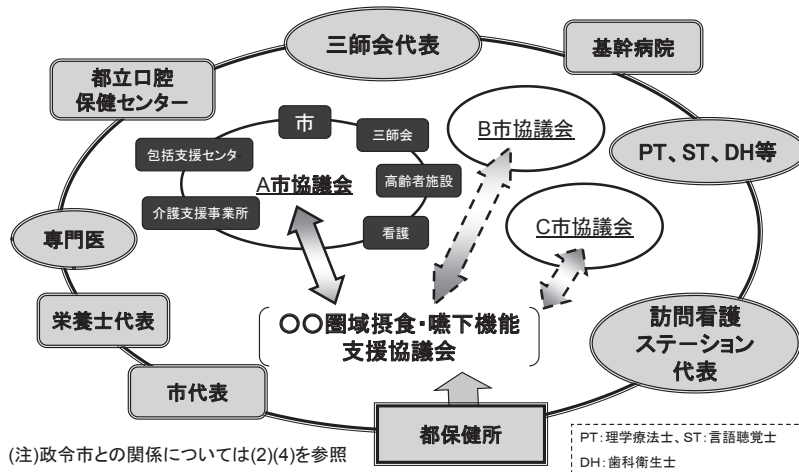 三師会代表
基幹病院
都立口腔
保健センター
市
三師会
B市協議会
PT、ST、DH等
包括支援センター
A市協議会
高齢者施設
介護支援事業所
看護
C市協議会
専門医
栄養士代表
〇〇圏域摂食・嚥下機能
支援協議会
訪問看護
ステーション
代表
市代表
都保健所
(注)政令市との関係については(2)(4)を参照
PT:理学療法士、ST:言語聴覚士
DH:歯科衛生士